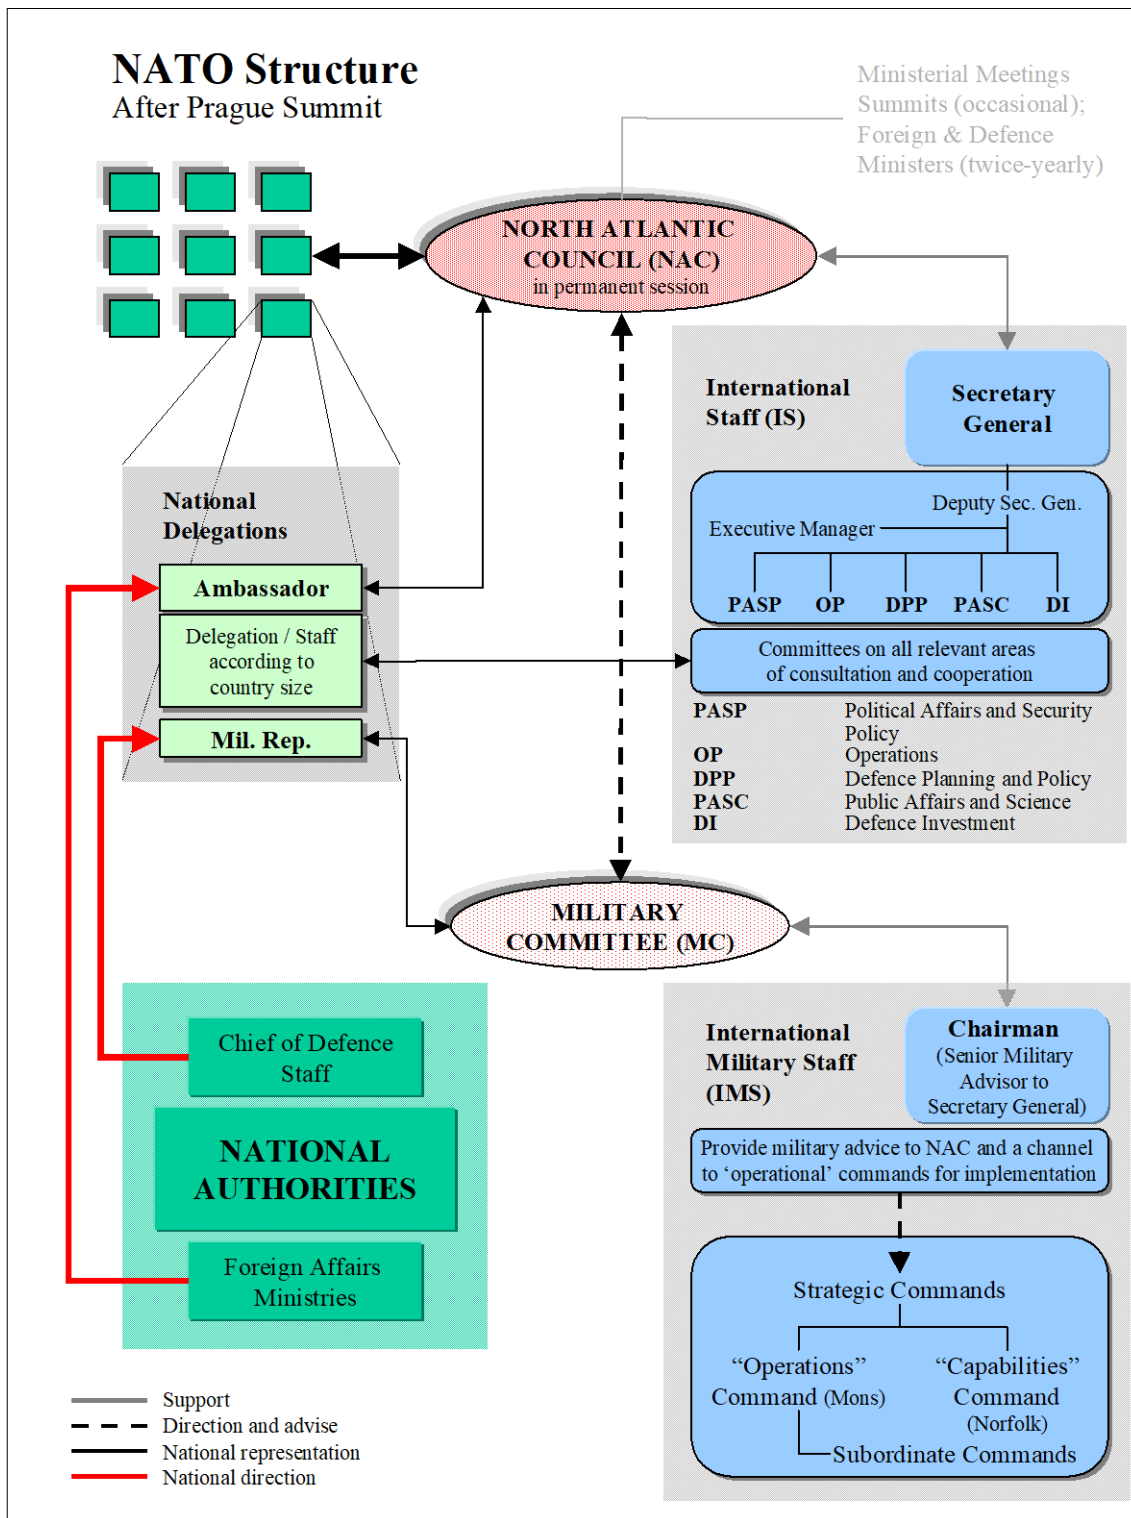 NATO Structure
After Prague Summit
Ministerial Meetings
Summits (occasional);
Foreign & Defence
Ministers (twice-yearly)
NORTH ATLANTIC
COUNCIL (NAC)
in permanent session
International
Staff (IS)
Secretary
General
Deputy Sec. Gen.
Executive Manager
PASP OP DPP PASC DI
Committees on all relevant areas
of consultation and cooperation
PASP Political Affairs and Security
Policy
OP Operations
DPP Defence Planning and Policy
PASC Public Affairs and Science
DI Defence Investment
National
Delegations
Ambassador
Delegation / Staff
according to
country size
Mil. Rep.
MILITARY
COMMITTEE (MC)
Chief of Defence
Staff
NATIONAL
AUTHORITIES
Foreign Affairs
Ministries
International
Military Staff
(IMS)
Chairman
(Senior Military
Advisor to
Secretary General)
Provide military advice to NAC and a channel
to ‘operational’ commands for implementation
Strategic Commands
“Operations”
Command (Mons)
“Capabilities”
Command
(Norfolk)
Subordinate Commands
Support
Direction and advise
National representation
National direction